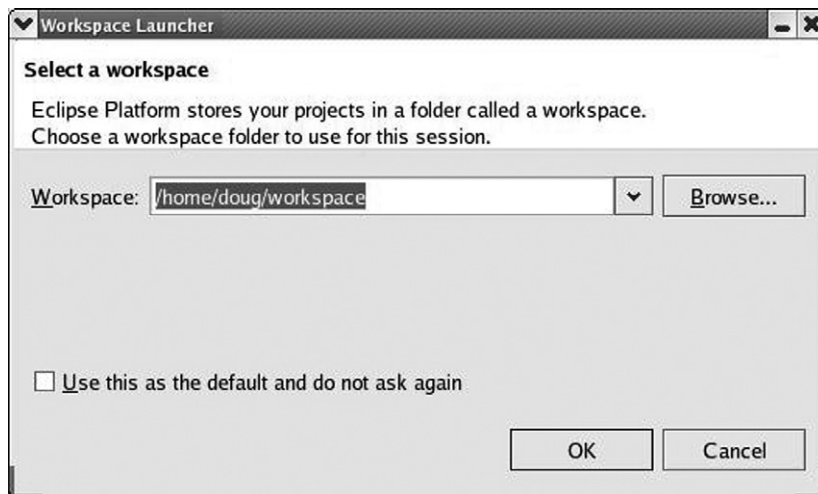 Workspace Launcher
Select a workspace
Eclipse Platform stores your projects in a folder called a workspace.
Choose a workspace folder to use for this session.
Workspace: /home/doug/workspace Browse...
Use this as the default and do not ask again
OK Cancel